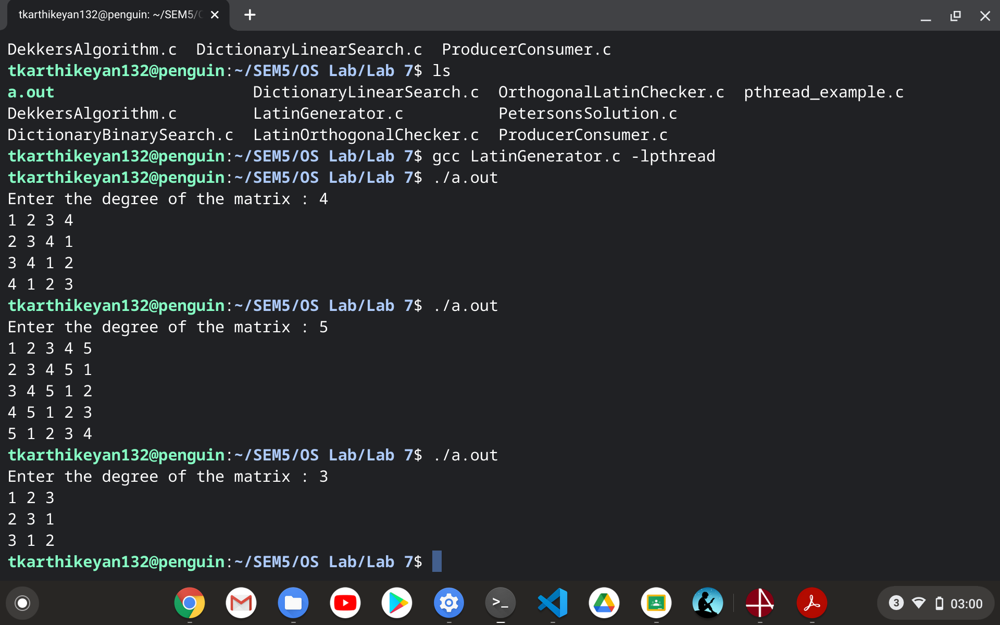 tkarthikeyan132@penguin: ~/SEM5/
DekkersAlgorithm.c  DictionaryLinearSearch.c  ProducerConsumer.c
tkarthikeyan132@penguin:~/SEM5/OS Lab/Lab 7$ ls
a.out                     DictionaryLinearSearch.c  OrthogonalLatinChecker.c  pthread_example.c
DekkersAlgorithm.c        LatinGenerator.c          PetersonsSolution.c
DictionaryBinarySearch.c  LatinOrthogonalChecker.c  ProducerConsumer.c
tkarthikeyan132@penguin:~/SEM5/OS Lab/Lab 7$ gcc LatinGenerator.c -lpthread
tkarthikeyan132@penguin:~/SEM5/OS Lab/Lab 7$ ./a.out
Enter the degree of the matrix : 4
1 2 3 4
2 3 4 1
3 4 1 2
4 1 2 3
tkarthikeyan132@penguin:~/SEM5/OS Lab/Lab 7$ ./a.out
Enter the degree of the matrix : 5
1 2 3 4 5
2 3 4 5 1
3 4 5 1 2
4 5 1 2 3
5 1 2 3 4
tkarthikeyan132@penguin:~/SEM5/OS Lab/Lab 7$ ./a.out
Enter the degree of the matrix : 3
1 2 3
2 3 1
3 1 2
tkarthikeyan132@penguin:~/SEM5/OS Lab/Lab 7$
3 03:00